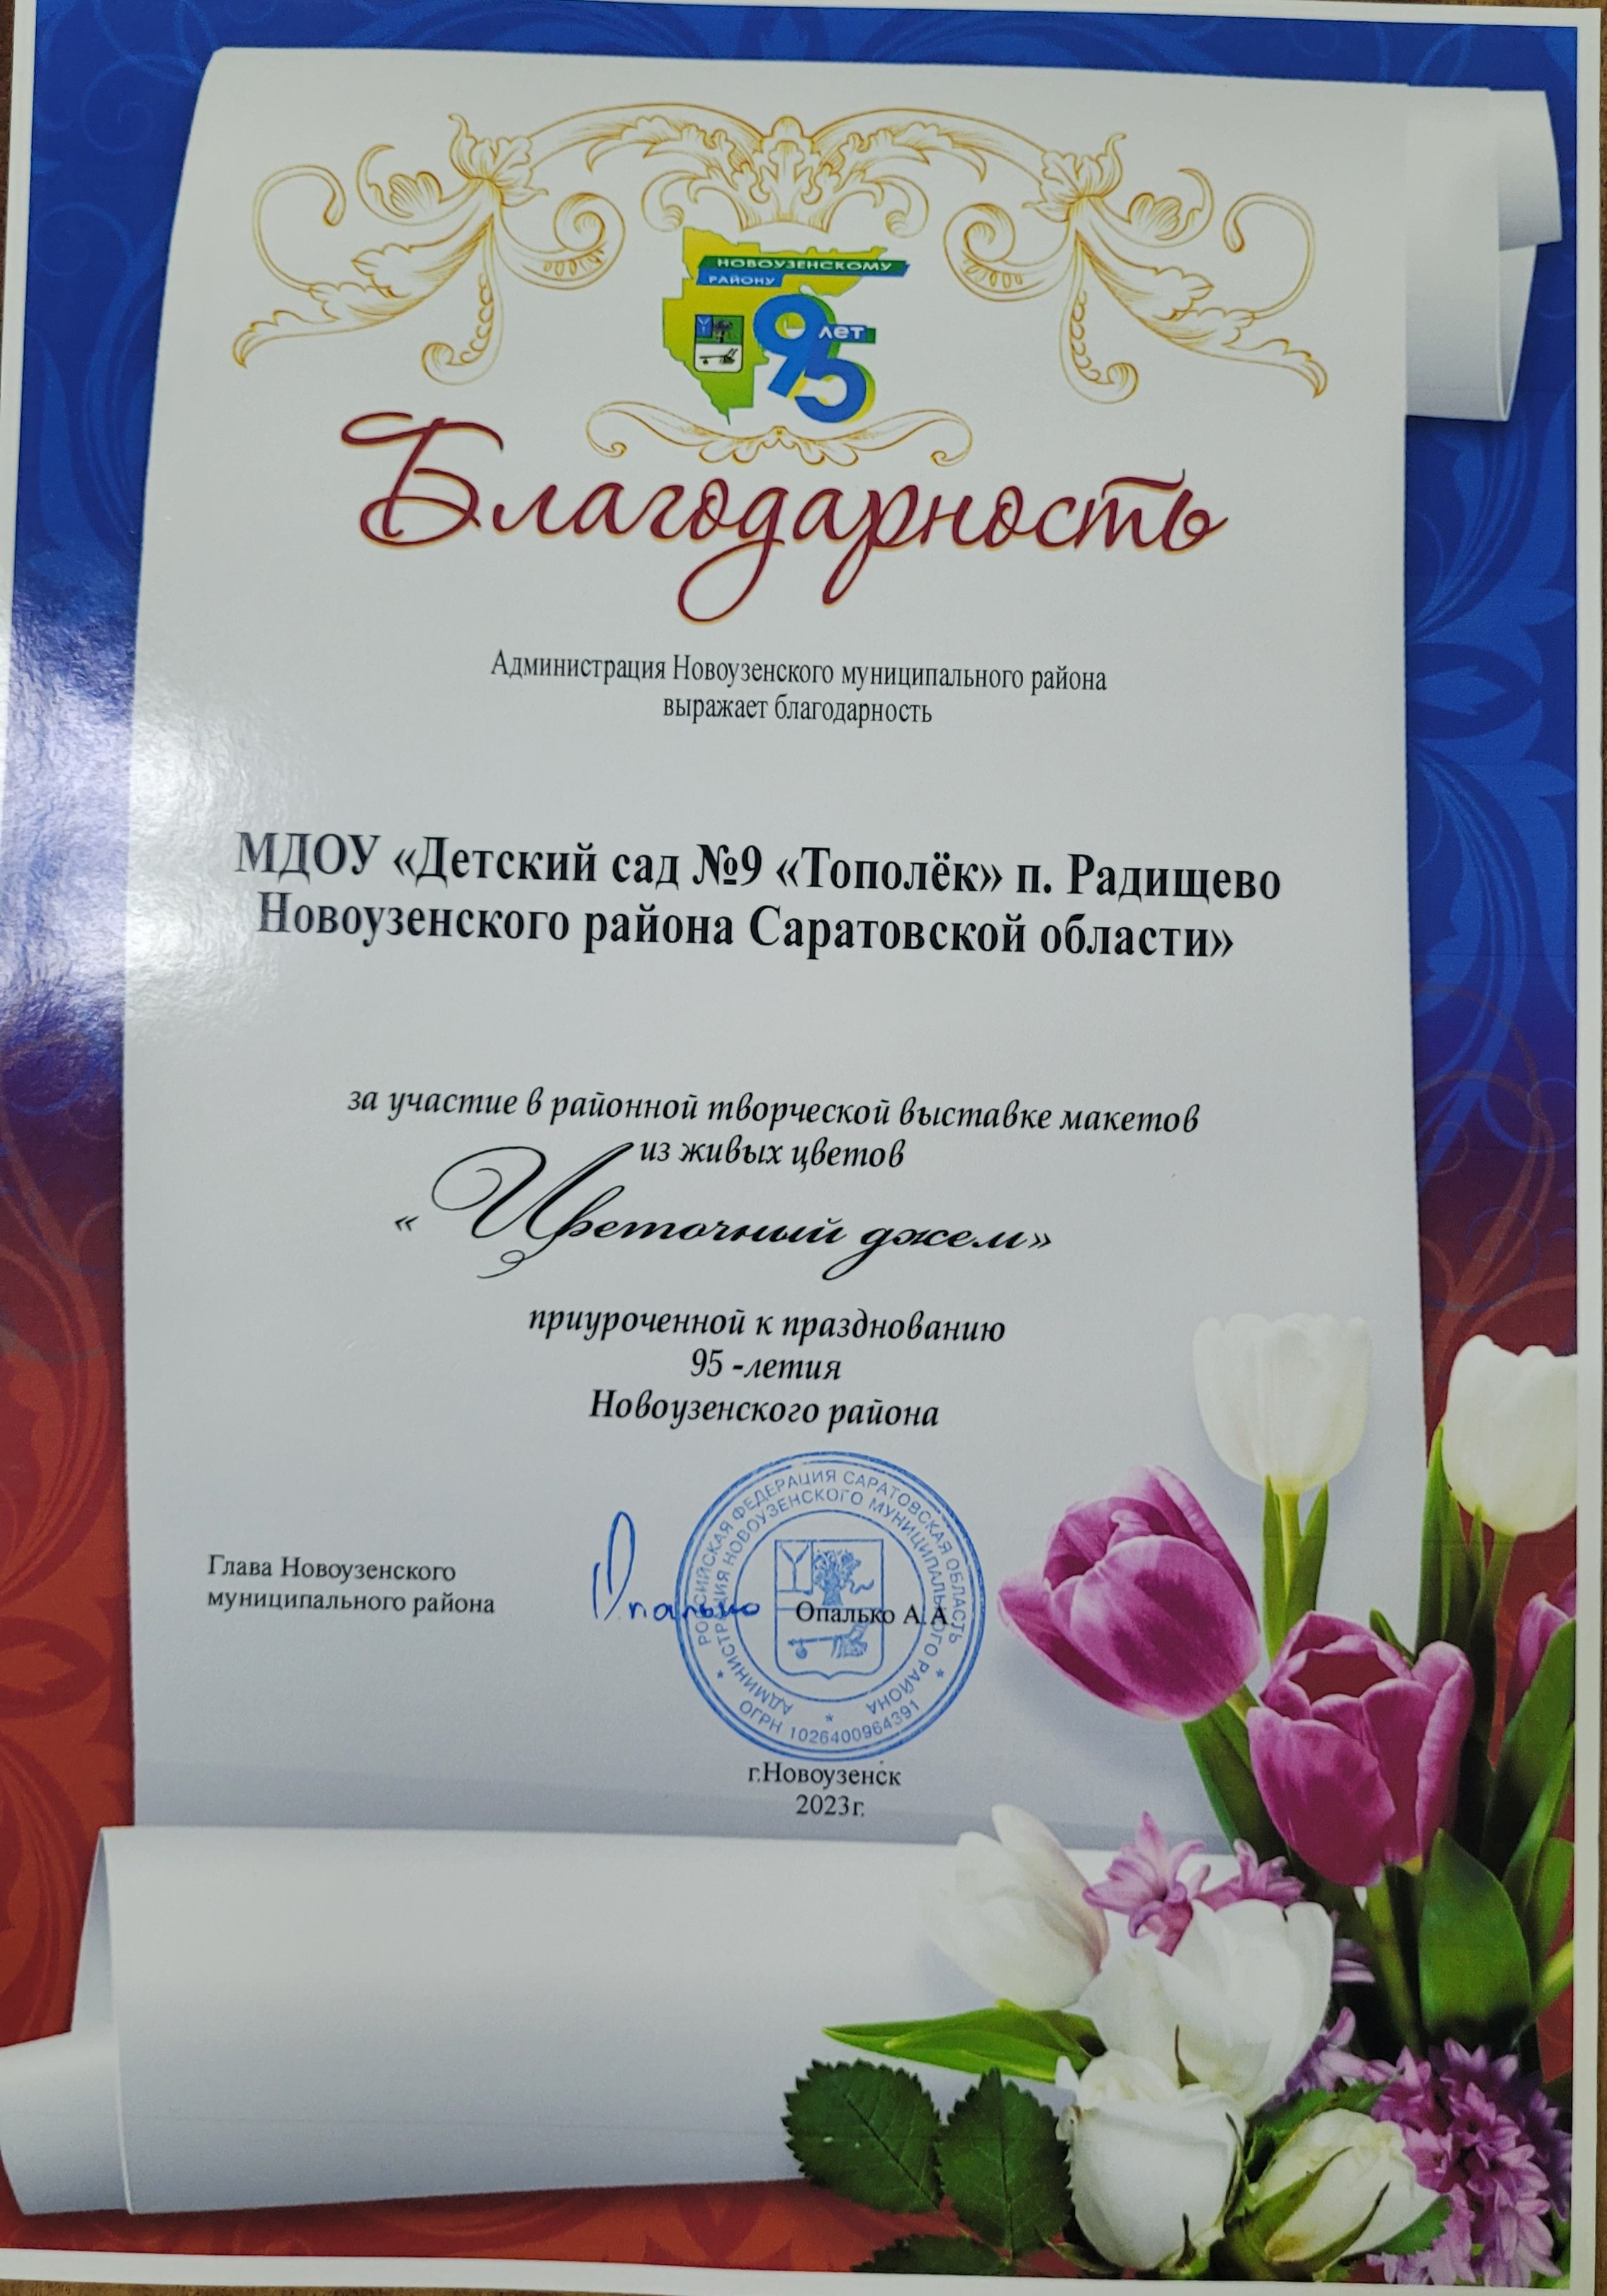 НОВОУЗЕНСКОМУ
РАЙОНУ
95 лет
Благодарность
Администрация Новоузенского муниципального района
выражает благодарность
МДОУ «Детский сад №9 «Тополёк» п. Радищево
Новоузенского района Саратовской области»
за участие в районной творческой выставке макетов
из живых цветов
«Цветочный джем»
приуроченной к празднованию
95 -летия
Новоузенского района
Глава Новоузенского
муниципального района
Опалько
Опалько А.А.
РОССИЙСКАЯ ФЕДЕРАЦИЯ САРАТОВСКАЯ ОБЛАСТЬ
АДМИНИСТРАЦИЯ НОВОУЗЕНСКОГО МУНИЦИПАЛЬНОГО РАЙОНА
ОГРН 1026400964391
г.Новоузенск
2023г.